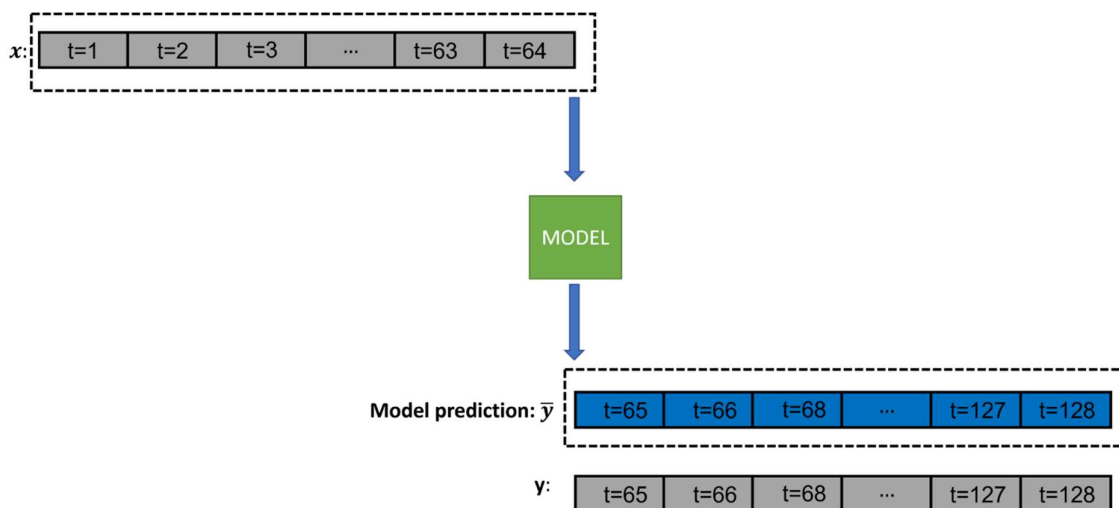 x: t=1 t=2 t=3 ... t=63 t=64
MODEL
Model prediction: y̅ t=65 t=66 t=68 ... t=127 t=128
y: t=65 t=66 t=68 ... t=127 t=128